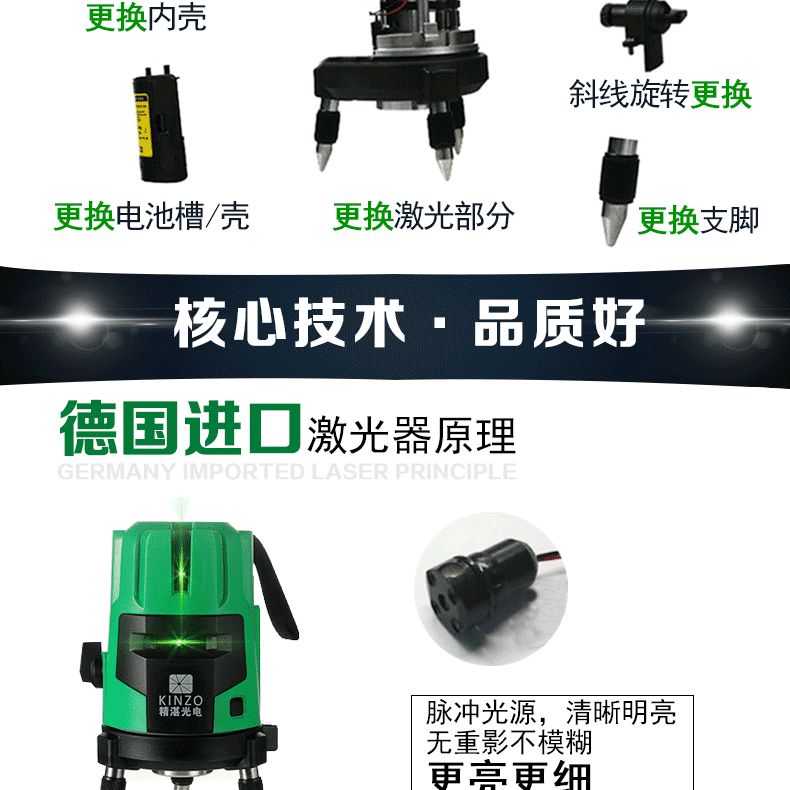 更换内壳
斜线旋转更换
更换电池槽/壳
更换激光部分
更换支脚
核心技术·品质好
德国进口激光器原理
GERMANY IMPORTED LASER PRINCIPLE
KINZO
精湛光电
脉冲光源，清晰明亮
无重影不模糊
更亮更细